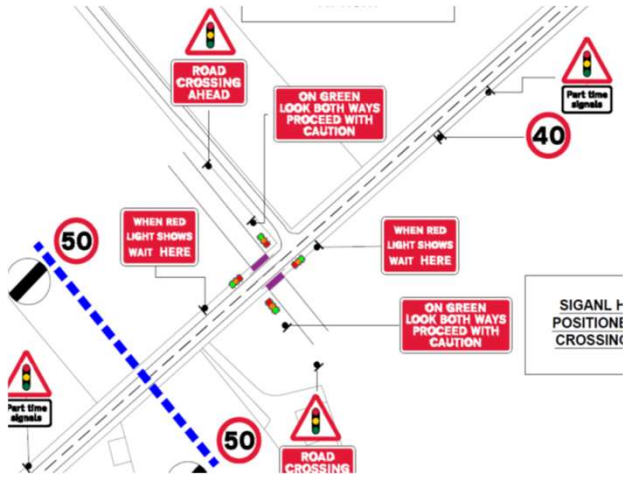 ROAD
CROSSING
AHEAD
ON GREEN
LOOK BOTH WAYS
PROCEED WITH
CAUTION
Part time
signals
40
50
WHEN RED
LIGHT SHOWS
WAIT HERE
WHEN RED
LIGHT SHOWS
WAIT HERE
SIGANL H
POSITIONE
CROSSING
ON GREEN
LOOK BOTH WAYS
PROCEED WITH
CAUTION
Part time
signals
50
ROAD
CROSSING